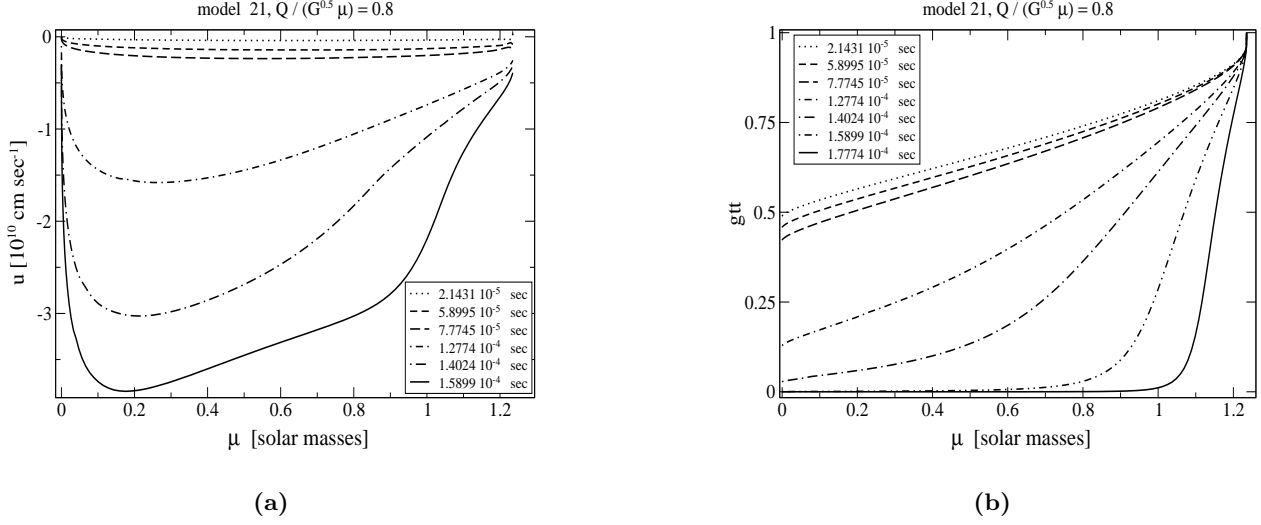 model 21, Q / (G^0.5 μ) = 0.8
0
-1
-2
-3
u [10^10 cm sec^-1]
0 0.2 0.4 0.6 0.8 1 1.2
μ [solar masses]
2.1431 10^-5 sec
5.8995 10^-5 sec
7.7745 10^-5 sec
1.2774 10^-4 sec
1.4024 10^-4 sec
1.5899 10^-4 sec
(a)
model 21, Q / (G^0.5 μ) = 0.8
1
0.75
0.5
0.25
0
gtt
2.1431 10^-5 sec
5.8995 10^-5 sec
7.7745 10^-5 sec
1.2774 10^-4 sec
1.4024 10^-4 sec
1.5899 10^-4 sec
1.7774 10^-4 sec
0 0.2 0.4 0.6 0.8 1 1.2
μ [solar masses]
(b)